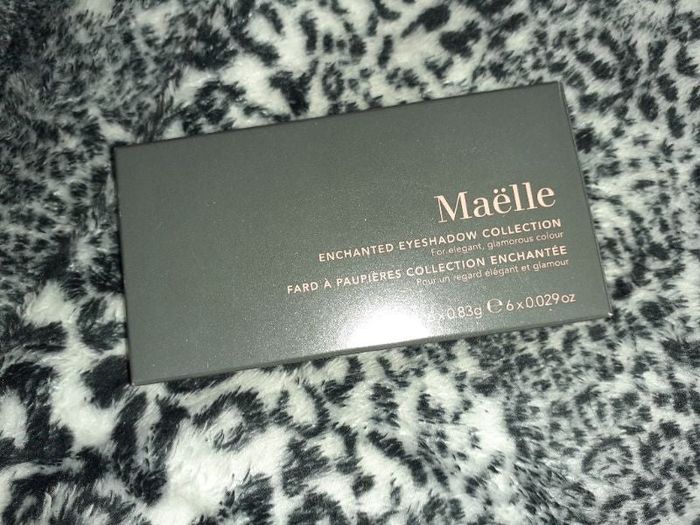 Maëlle
ENCHANTED EYESHADOW COLLECTION
For elegant, glamorous colour
FARD À PAUPIÈRES COLLECTION ENCHANTÉE
Pour un regard élégant et glamour
x 0.83g ℮ 6 x 0.029 oz